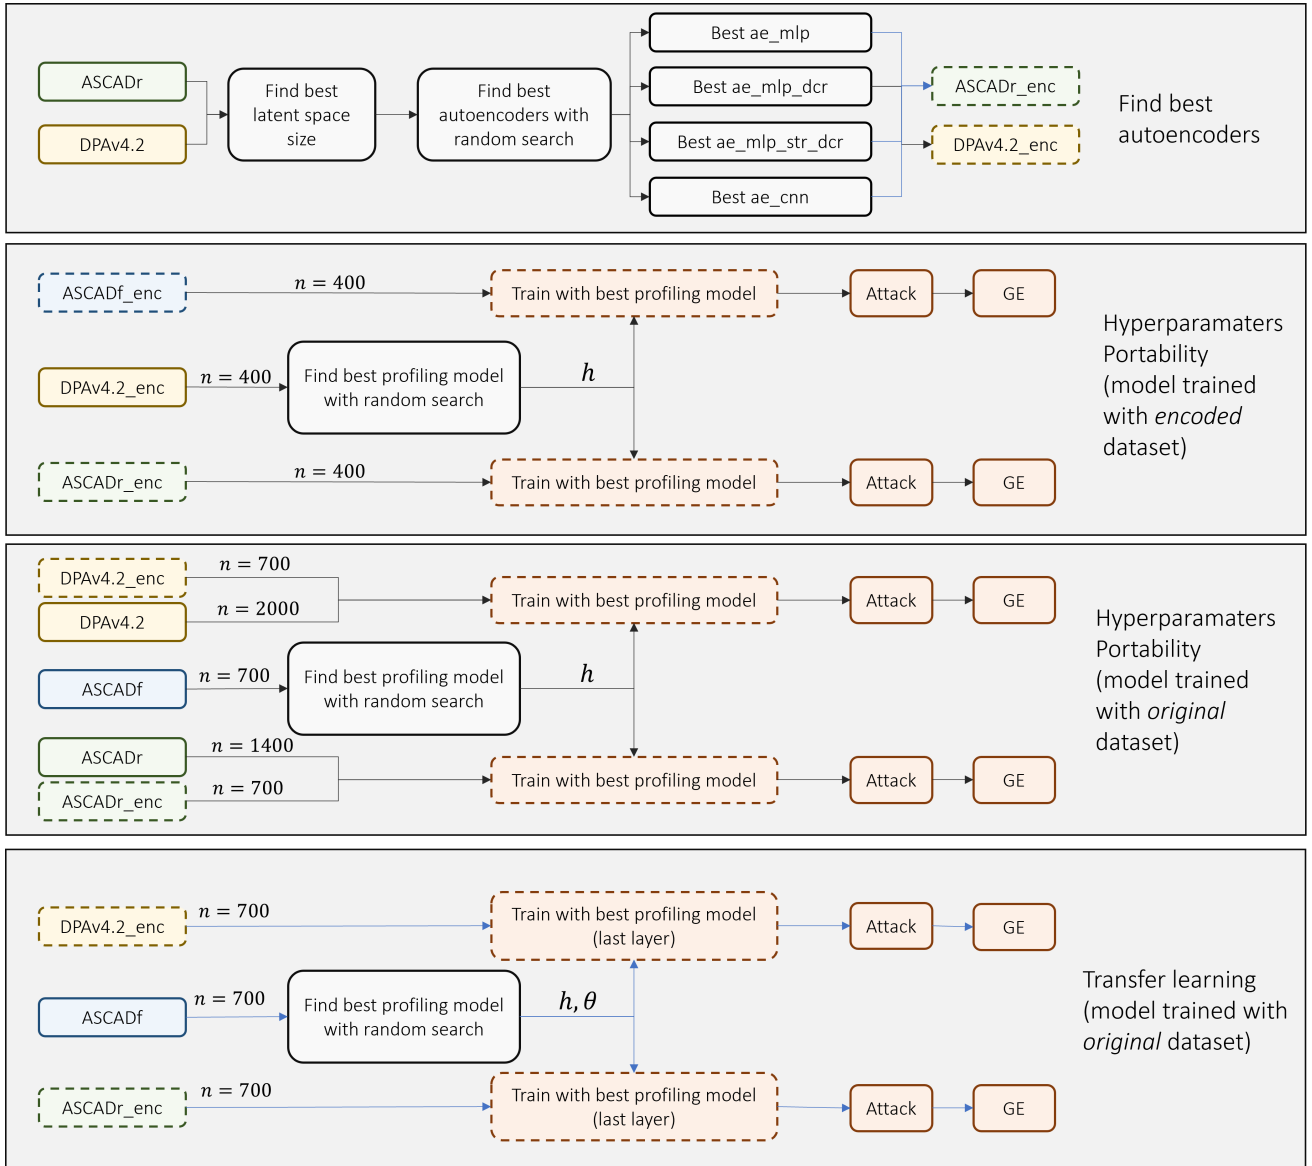 ASCADr
DPAv4.2
Find best
latent space
size
Find best
autoencoders with
random search
Best ae_mlp
Best ae_mlp_dcr
Best ae_mlp_str_dcr
Best ae_cnn
ASCADr_enc
DPAv4.2_enc
Find best
autoencoders
ASCADf_enc
n = 400
Train with best profiling model
Attack
GE
DPAv4.2_enc
n = 400
Find best profiling model
with random search
h
ASCADr_enc
n = 400
Train with best profiling model
Attack
GE
Hyperparamaters
Portability
(model trained
with encoded
dataset)
DPAv4.2_enc
n = 700
DPAv4.2
n = 2000
Train with best profiling model
Attack
GE
ASCADf
n = 700
Find best profiling model
with random search
h
ASCADr
n = 1400
ASCADr_enc
n = 700
Train with best profiling model
Attack
GE
Hyperparamaters
Portability
(model trained
with original
dataset)
DPAv4.2_enc
n = 700
Train with best profiling model
(last layer)
Attack
GE
ASCADf
n = 700
Find best profiling model
with random search
h, θ
ASCADr_enc
n = 700
Train with best profiling model
(last layer)
Attack
GE
Transfer learning
(model trained with
original dataset)